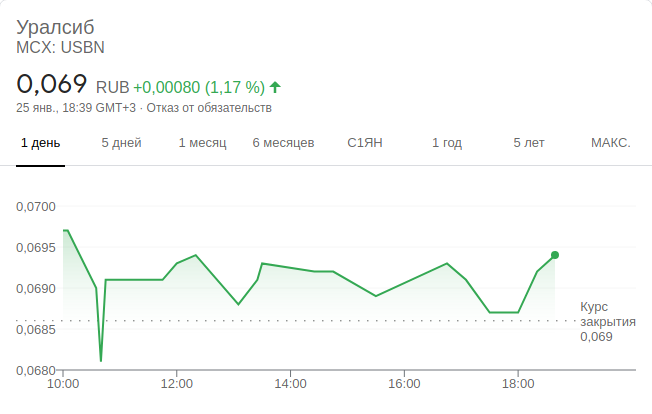 Уралсиб
MCX: USBN
0,069 RUB +0,00080 (1,17 %)
25 янв., 18:39 GMT+3 · Отказ от обязательств
1 день 5 дней 1 месяц 6 месяцев С1ЯН 1 год 5 лет МАКС.
0,0700
0,0695
0,0690
0,0685
0,0680
Курс
закрытия
0,069
10:00 12:00 14:00 16:00 18:00